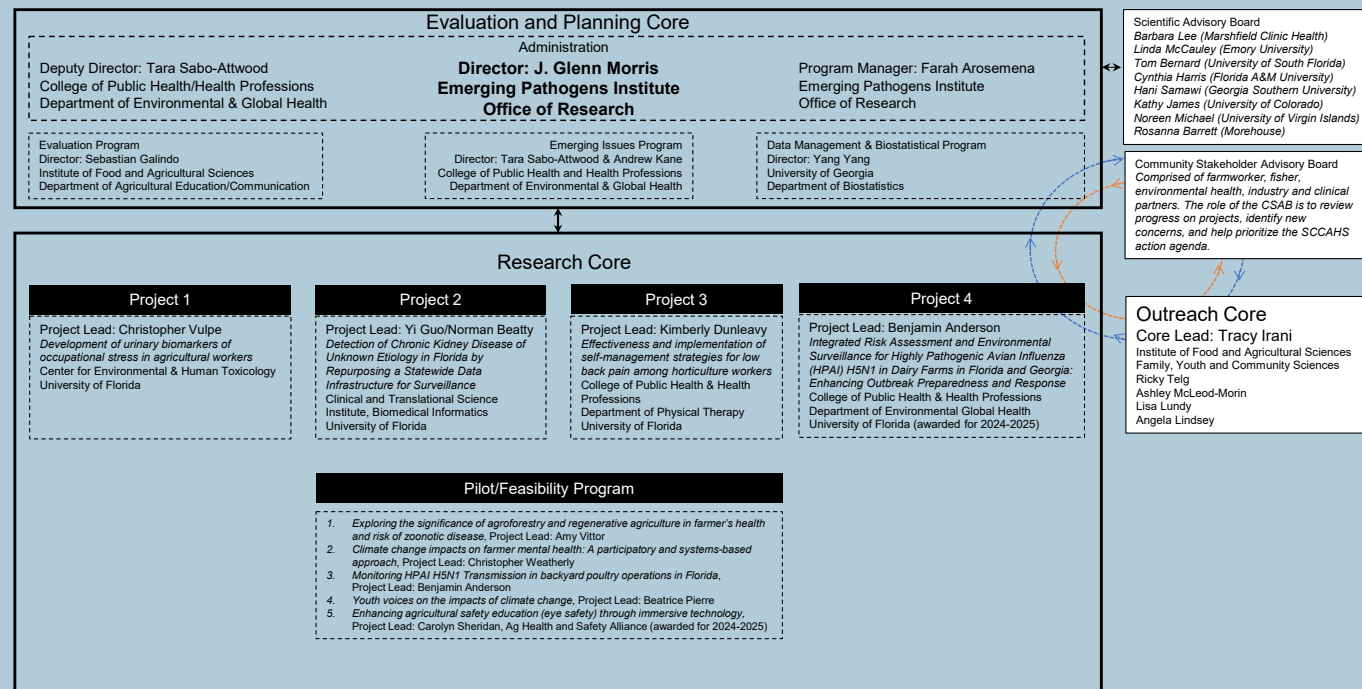 Evaluation and Planning Core
Administration
Deputy Director: Tara Sabo-Attwood
College of Public Health/Health Professions
Department of Environmental & Global Health
Director: J. Glenn Morris
Emerging Pathogens Institute
Office of Research
Program Manager: Farah Arosemena
Emerging Pathogens Institute
Office of Research
Evaluation Program
Director: Sebastian Galindo
Institute of Food and Agricultural Sciences
Department of Agricultural Education/Communication
Emerging Issues Program
Director: Tara Sabo-Attwood & Andrew Kane
College of Public Health and Health Professions
Department of Environmental & Global Health
Data Management & Biostatistical Program
Director: Yang Yang
University of Georgia
Department of Biostatistics
Scientific Advisory Board
Barbara Lee (Marshfield Clinic Health)
Linda McCauley (Emory University)
Tom Bernard (University of South Florida)
Cynthia Harris (Florida A&M University)
Hani Samawi (Georgia Southern University)
Kathy James (University of Colorado)
Noreen Michael (University of Virgin Islands)
Rosanna Barrett (Morehouse)
Community Stakeholder Advisory Board
Comprised of farmworker, fisher,
environmental health, industry and clinical
partners. The role of the CSAB is to review
progress on projects, identify new
concerns, and help prioritize the SCCAHS
action agenda.
Research Core
Project 1
Project Lead: Christopher Vulpe
Development of urinary biomarkers of
occupational stress in agricultural workers
Center for Environmental & Human Toxicology
University of Florida
Project 2
Project Lead: Yi Guo/Norman Beatty
Detection of Chronic Kidney Disease of
Unknown Etiology in Florida by
Repurposing a Statewide Data
Infrastructure for Surveillance
Clinical and Translational Science
Institute, Biomedical Informatics
University of Florida
Project 3
Project Lead: Kimberly Dunleavy
Effectiveness and implementation of
self-management strategies for low
back pain among horticulture workers
College of Public Health & Health
Professions
Department of Physical Therapy
University of Florida
Project 4
Project Lead: Benjamin Anderson
Integrated Risk Assessment and Environmental
Surveillance for Highly Pathogenic Avian Influenza
(HPAI) H5N1 in Dairy Farms in Florida and Georgia:
Enhancing Outbreak Preparedness and Response
College of Public Health & Health Professions
Department of Environmental Global Health
University of Florida (awarded for 2024-2025)
Outreach Core
Core Lead: Tracy Irani
Institute of Food and Agricultural Sciences
Family, Youth and Community Sciences
Ricky Telg
Ashley McLeod-Morin
Lisa Lundy
Angela Lindsey
Pilot/Feasibility Program
1. Exploring the significance of agroforestry and regenerative agriculture in farmer's health
and risk of zoonotic disease, Project Lead: Amy Vittor
2. Climate change impacts on farmer mental health: A participatory and systems-based
approach, Project Lead: Christopher Weatherly
3. Monitoring HPAI H5N1 Transmission in backyard poultry operations in Florida,
Project Lead: Benjamin Anderson
4. Youth voices on the impacts of climate change, Project Lead: Beatrice Pierre
5. Enhancing agricultural safety education (eye safety) through immersive technology,
Project Lead: Carolyn Sheridan, Ag Health and Safety Alliance (awarded for 2024-2025)